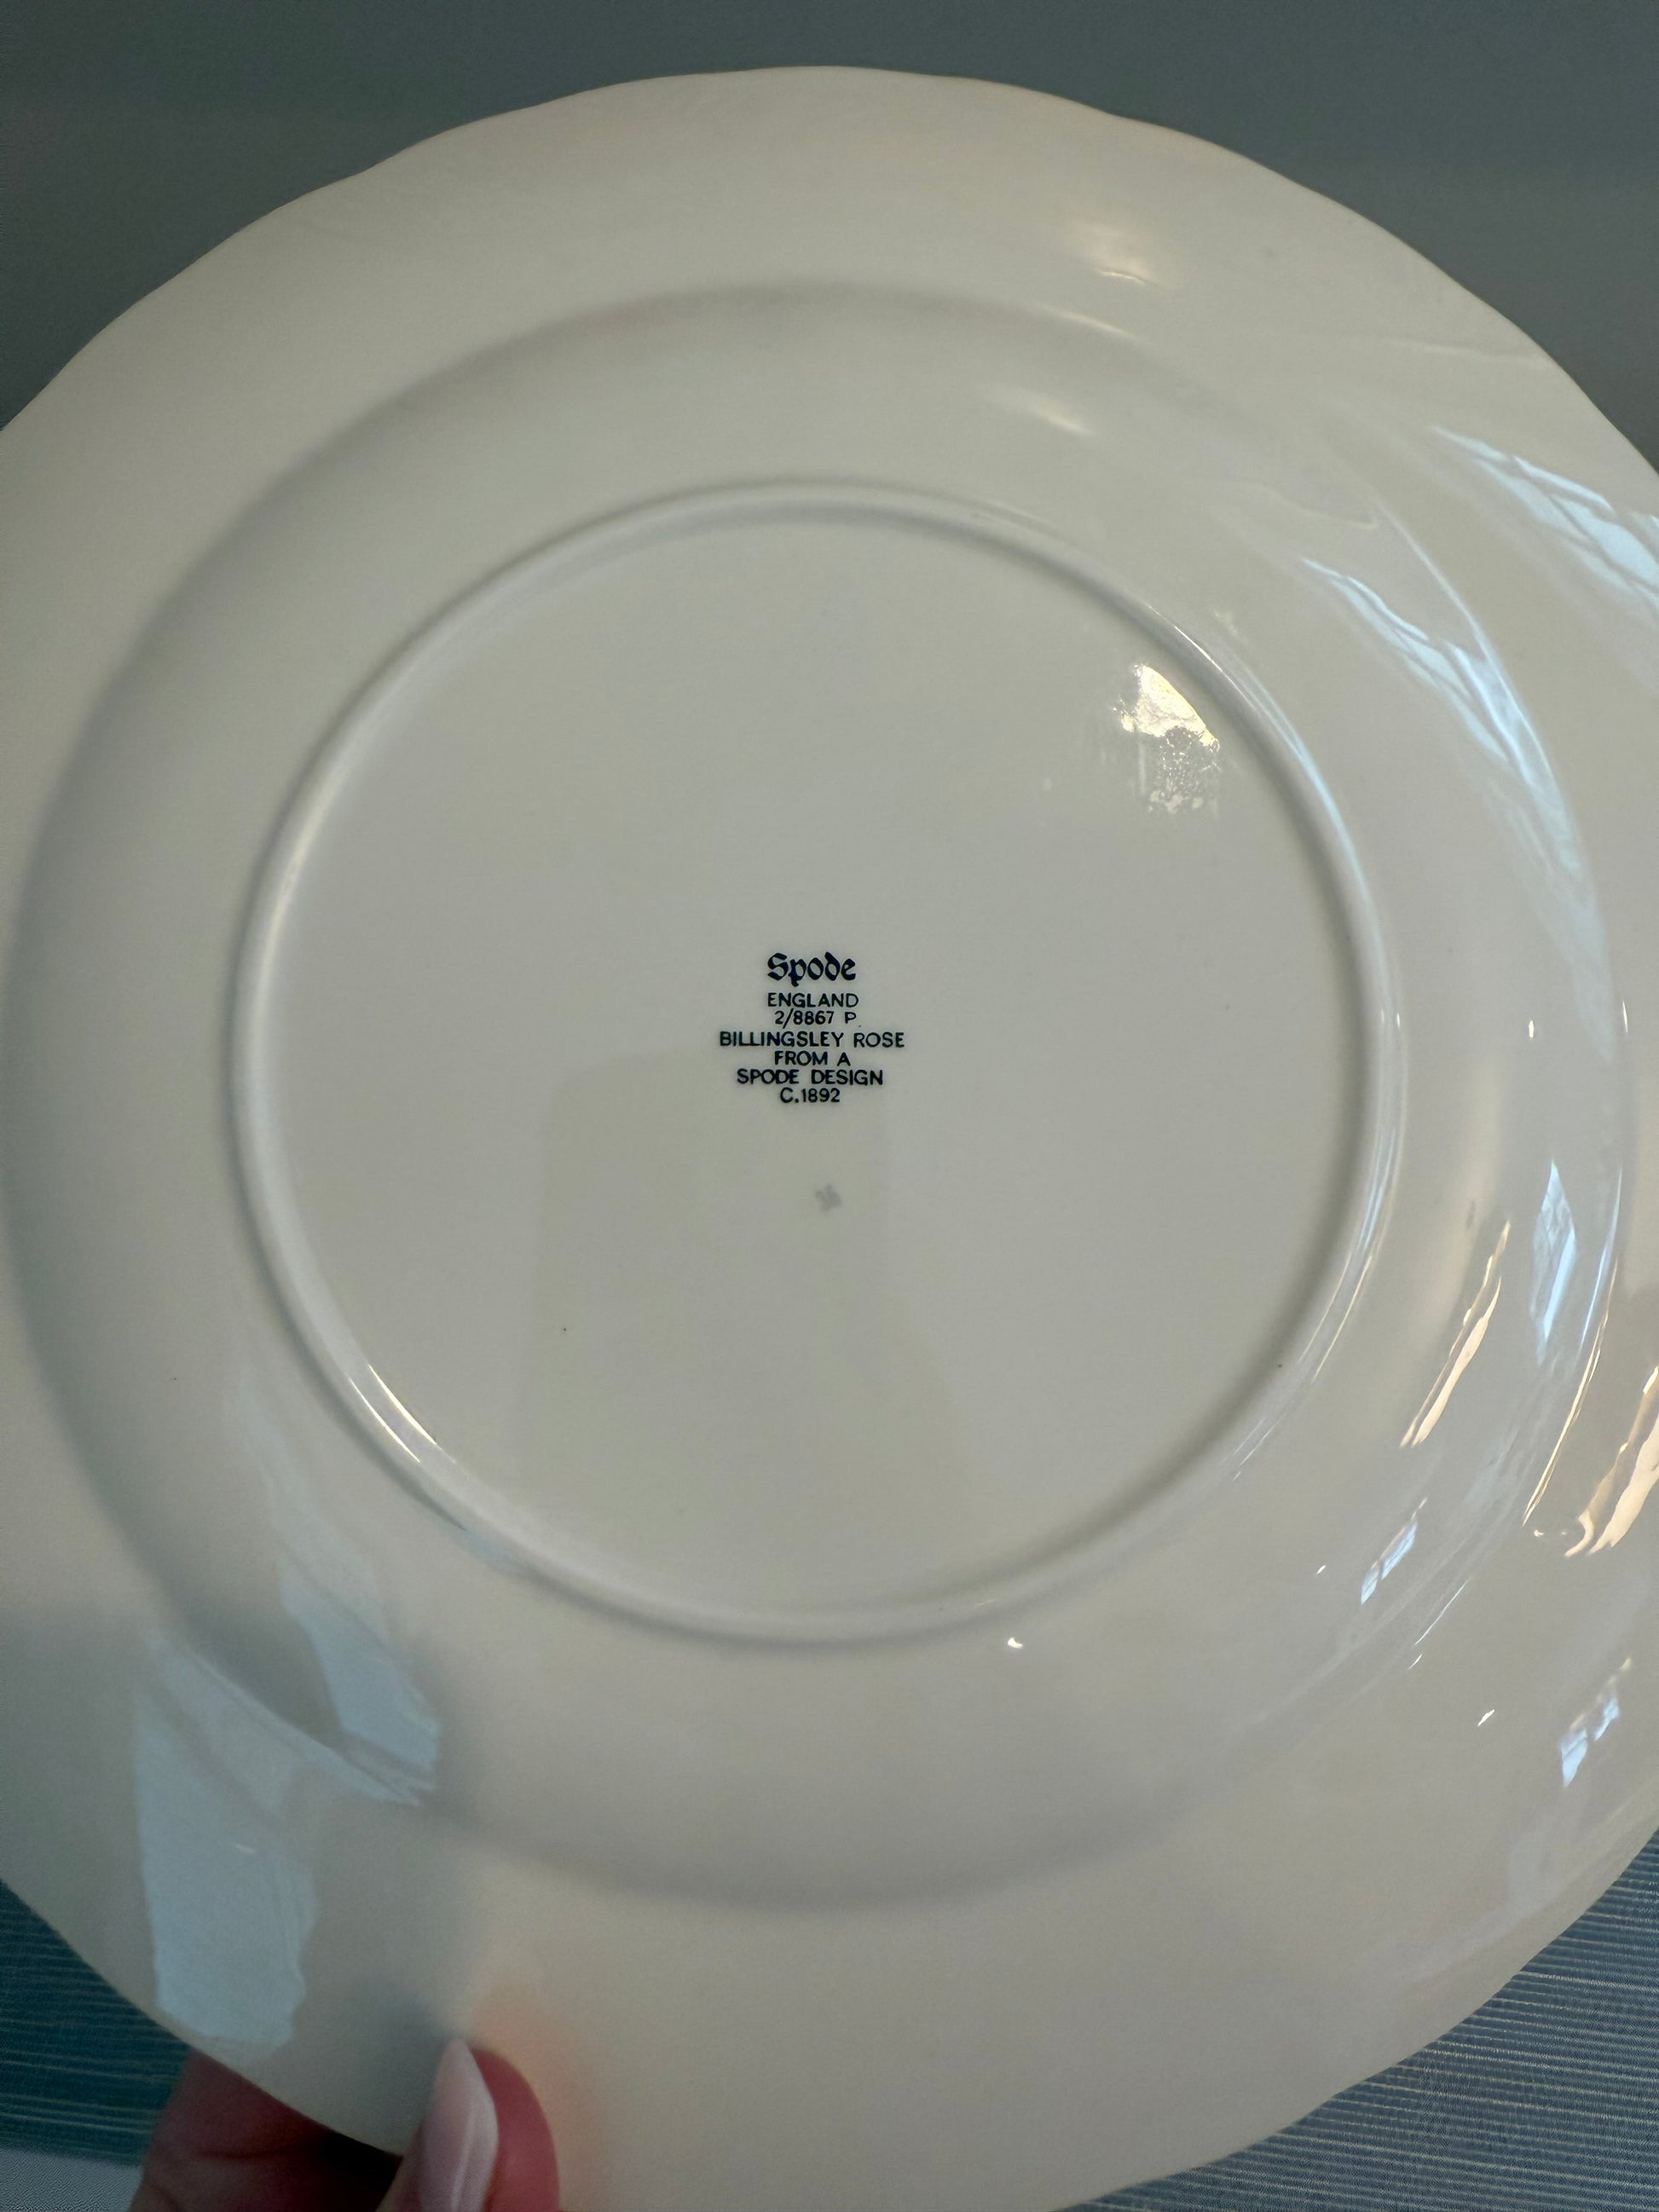 Spode
ENGLAND
2/8867 P.
BILLINGSLEY ROSE
FROM A
SPODE DESIGN
C.1892